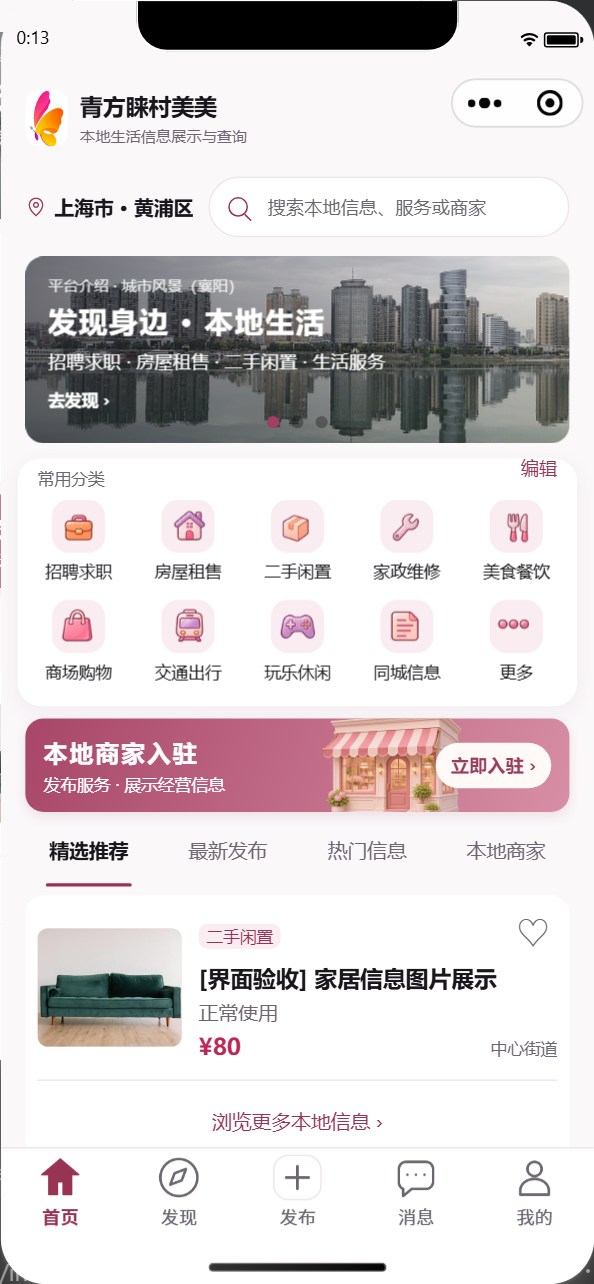 0:13
青方睐村美美
本地生活信息展示与查询
上海市 • 黄浦区
搜索本地信息、服务或商家
平台介绍 · 城市风景（襄阳）
发现身边 • 本地生活
招聘求职 · 房屋租售 · 二手闲置 · 生活服务
去发现 ›
常用分类
编辑
招聘求职 房屋租售 二手闲置 家政维修 美食餐饮
商场购物 交通出行 玩乐休闲 同城信息 更多
本地商家入驻
发布服务 · 展示经营信息
立即入驻 ›
精选推荐 最新发布 热门信息 本地商家
二手闲置
[界面验收] 家居信息图片展示
正常使用
¥80
中心街道
浏览更多本地信息 ›
首页 发现 发布 消息 我的